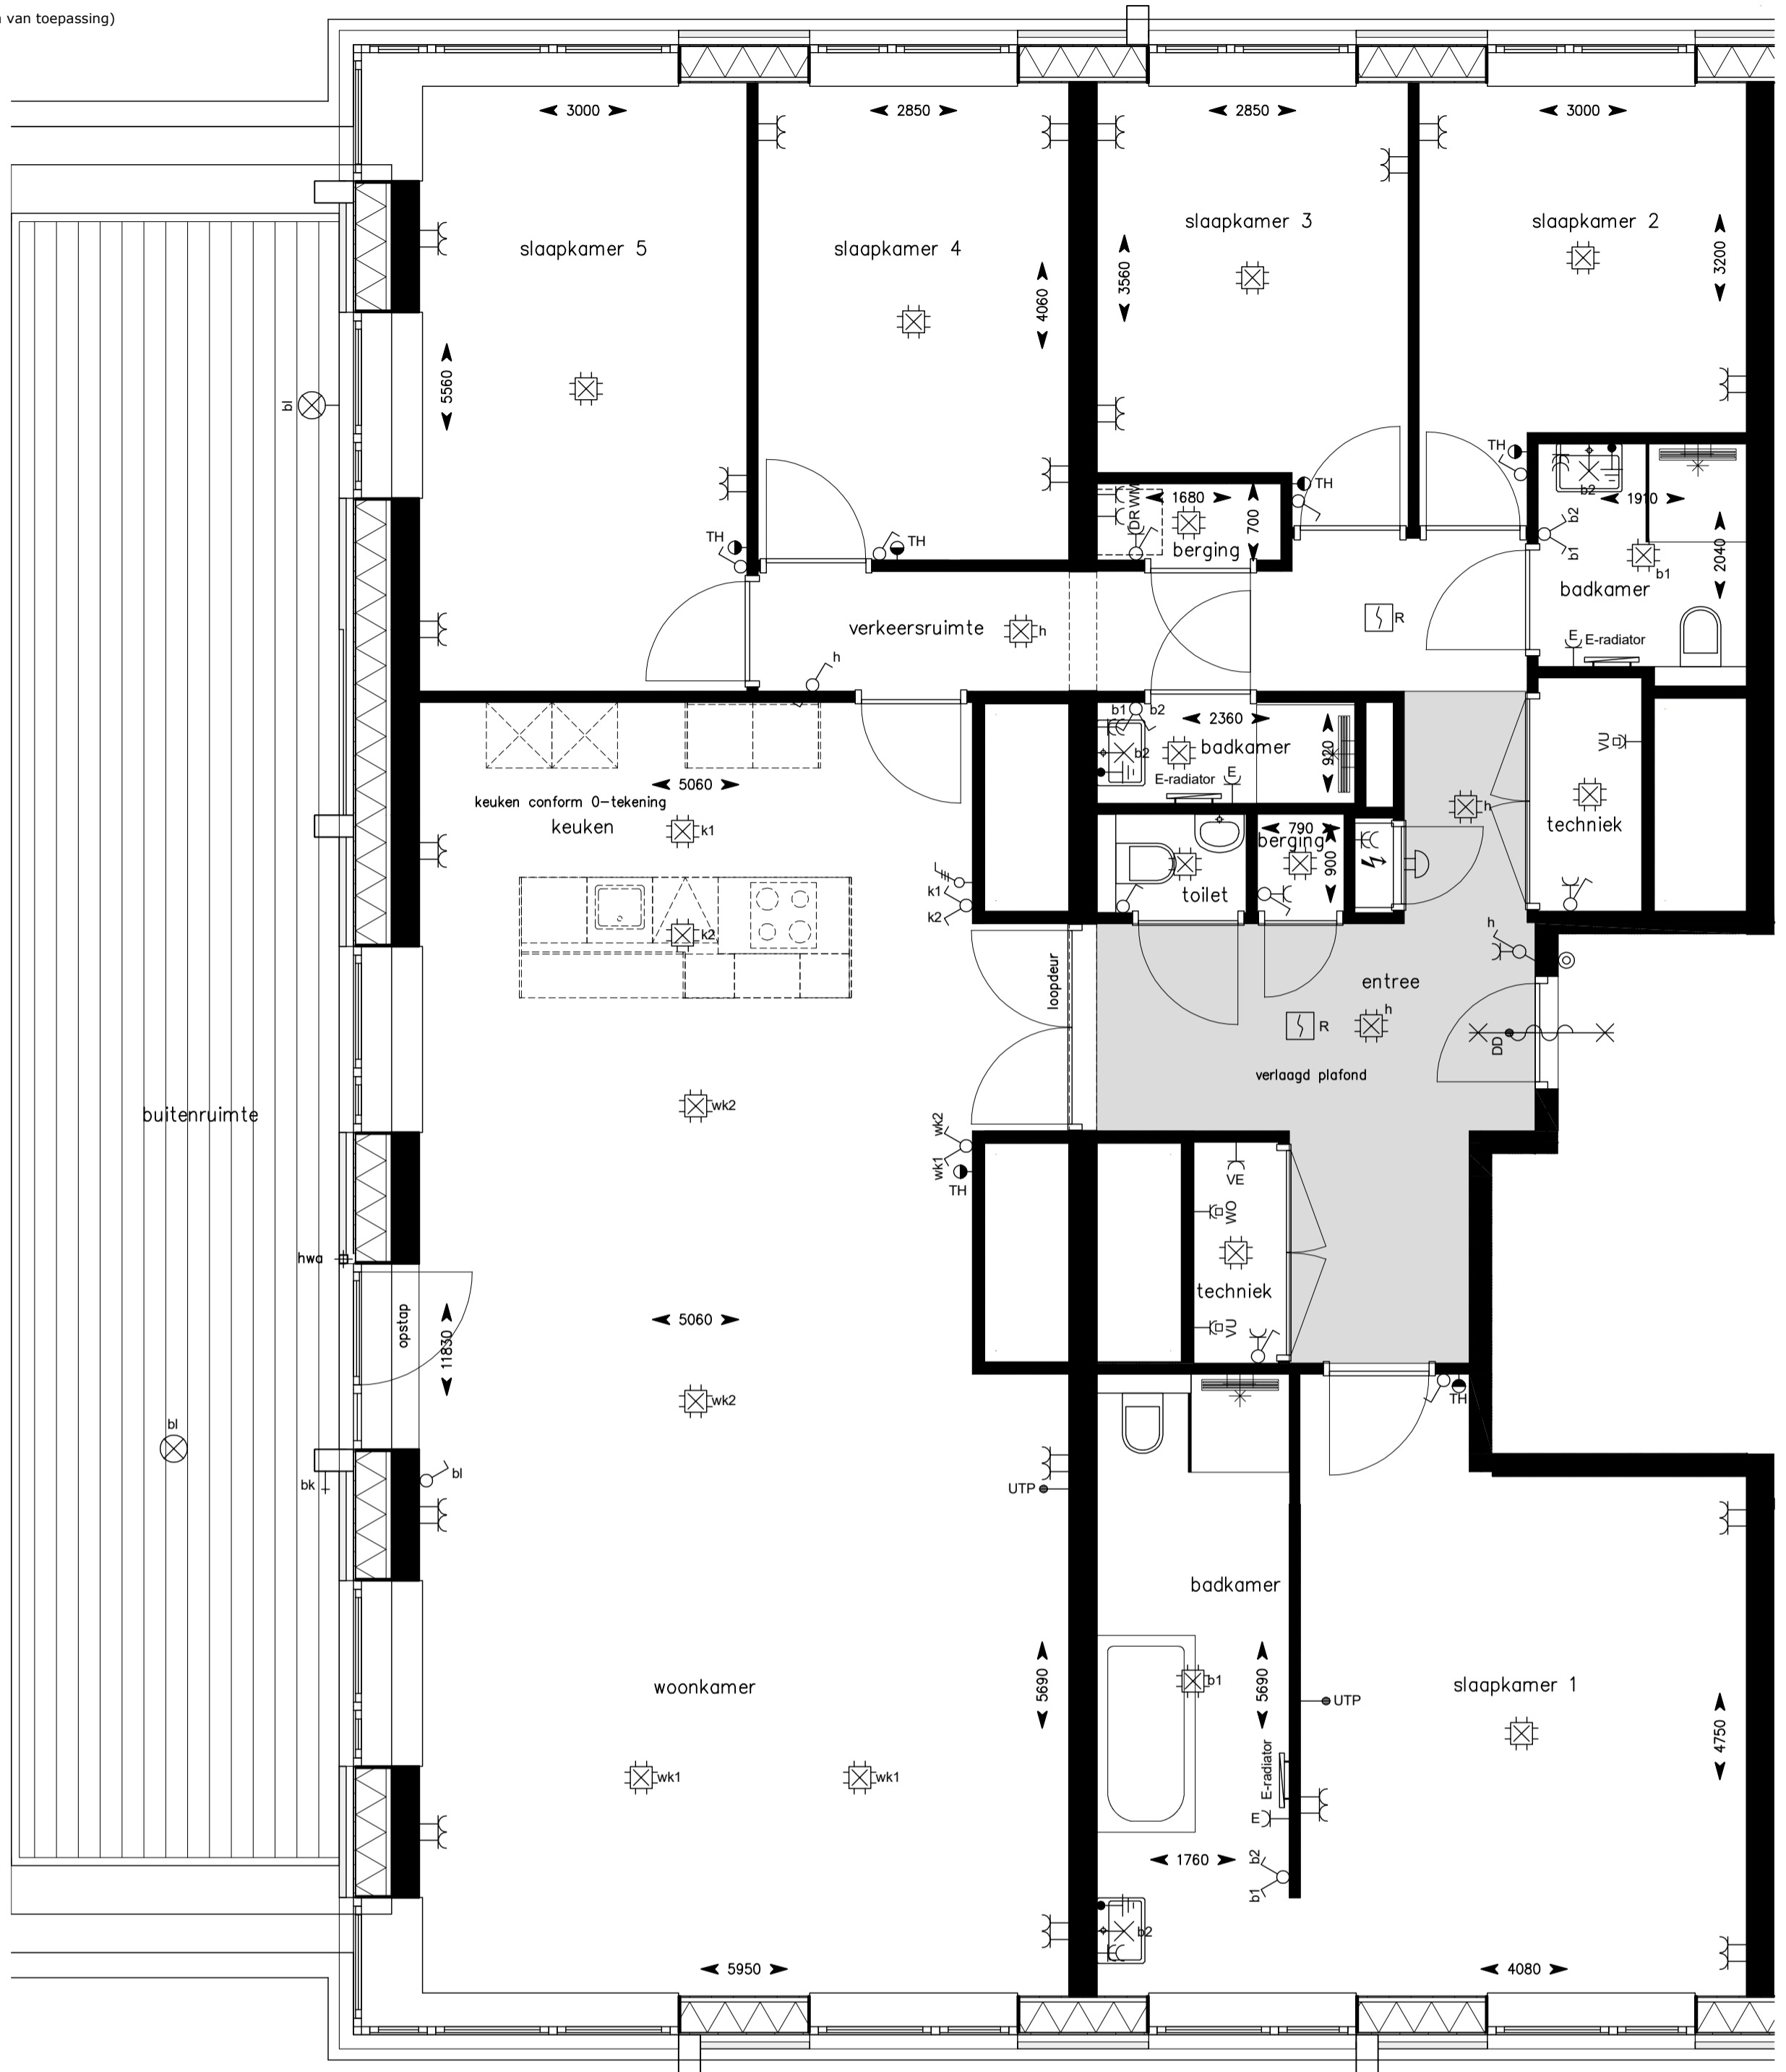 van toepassing)
3000
2850
2850
3000
slaapkamer 5
slaapkamer 4
slaapkamer 3
slaapkamer 2
5560
4060
3560
3200
bl
TH
TH
TH
TH
DR
WM
1680
700
berging
b2
1910
b2
b1
b1
2040
badkamer
verkeersruimte
h
h
R
E
E-radiator
b1
b2
2360
b2
badkamer
920
E-radiator
E
5060
keuken conform 0-tekening
keuken
k1
k2
k1
k2
toilet
790
berging
900
h
VU
techniek
h
loopdeur
entree
R
h
DD
verlaagd plafond
buitenruimte
wk2
wk2
wk1
TH
VE
WO
techniek
VU
hwa
opstap
11830
5060
wk2
bl
bk
bl
UTP
TH
badkamer
woonkamer
5690
b1
5690
E-radiator
E
UTP
slaapkamer 1
4750
wk1
wk1
1760
b2
b1
b2
5950
4080